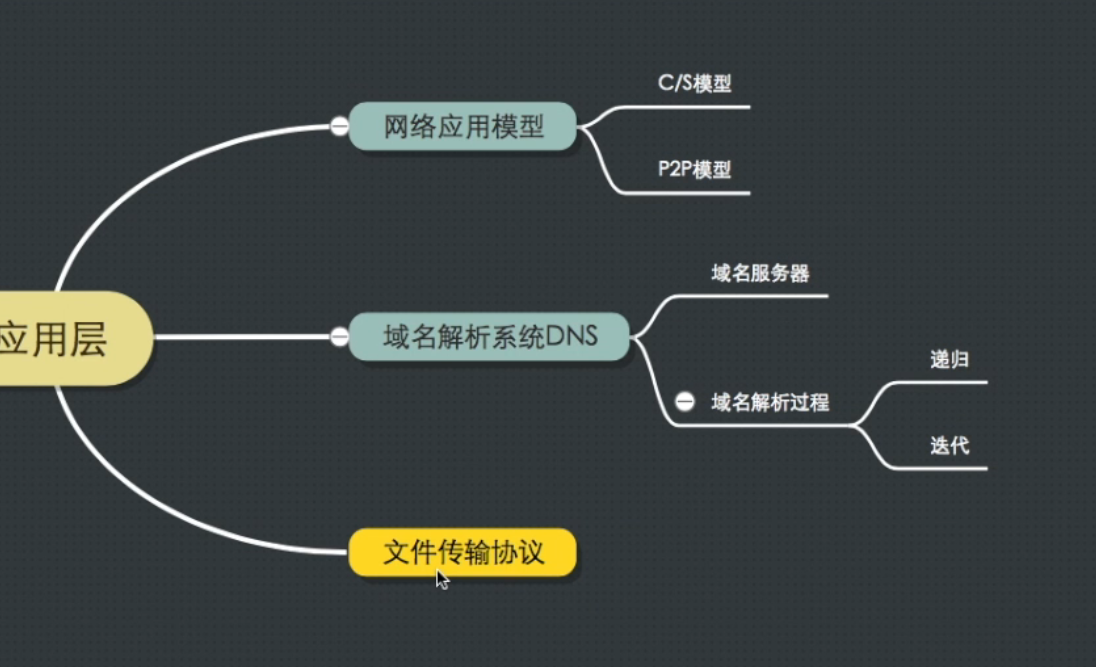 应用层
网络应用模型
C/S模型
P2P模型
域名解析系统DNS
域名服务器
域名解析过程
递归
迭代
文件传输协议